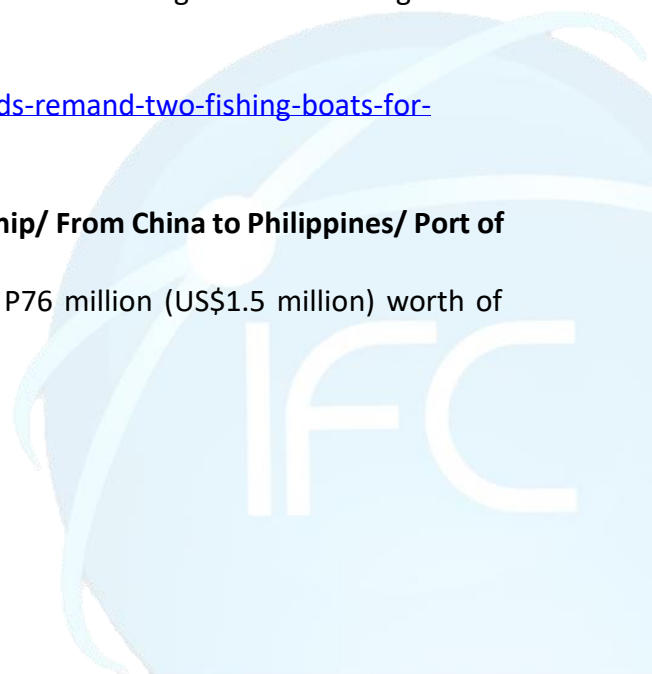 ds-remand-two-fishing-boats-for-
hip/ From China to Philippines/ Port of
P76 million (US$1.5 million) worth of
IFC